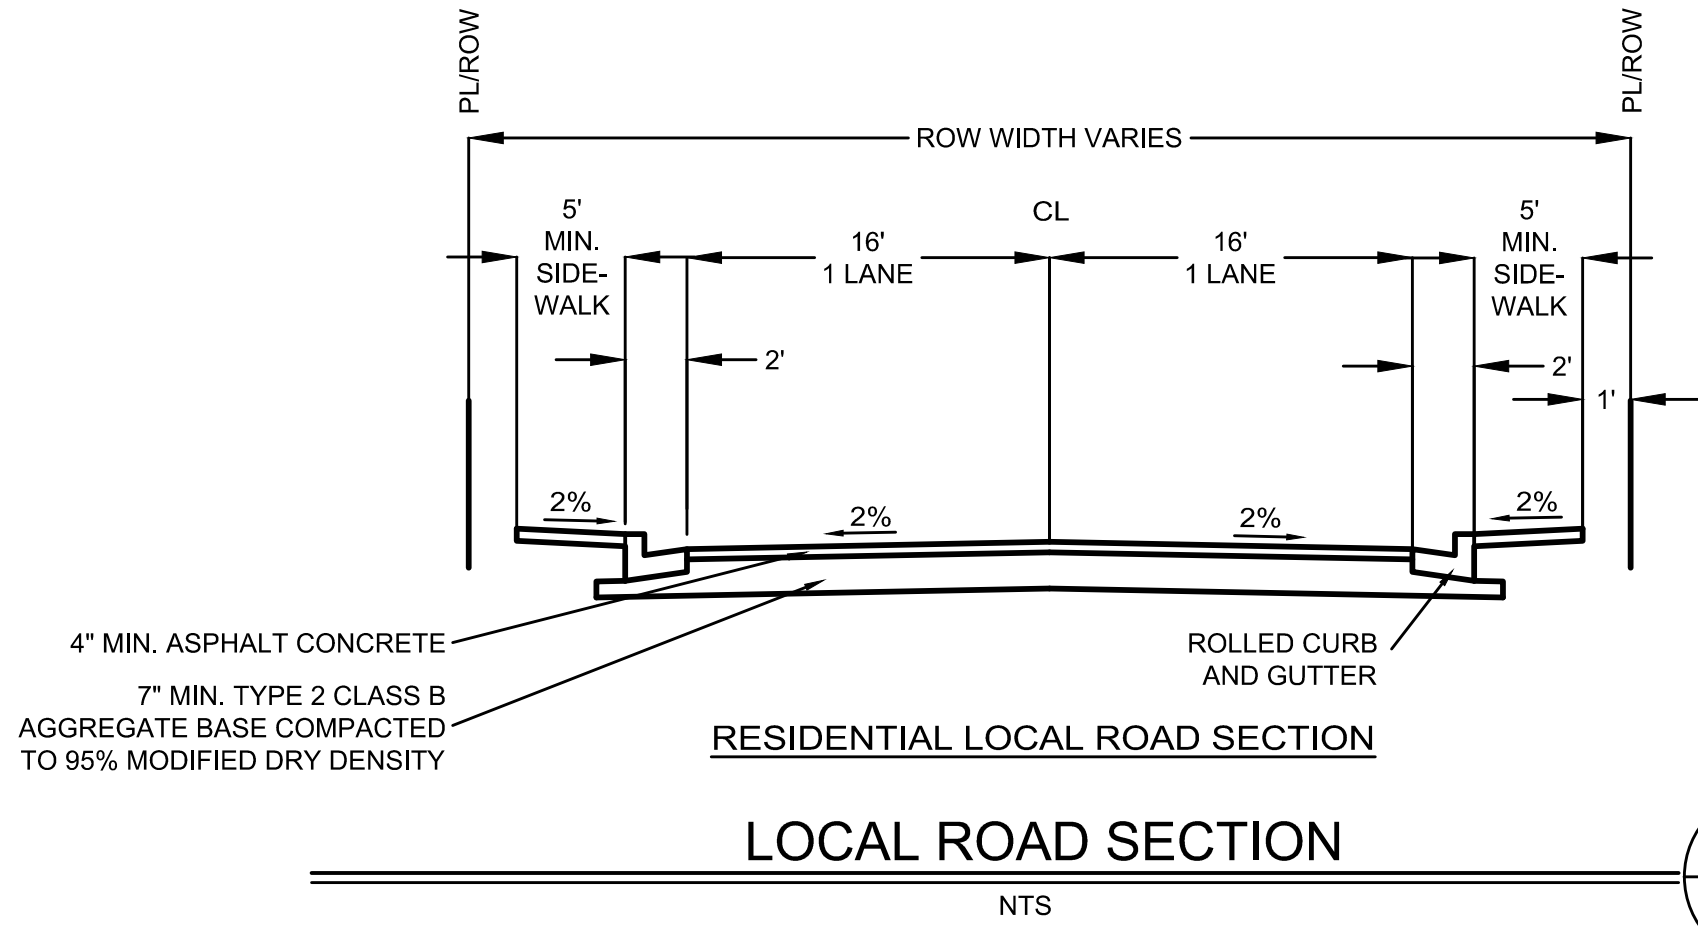 PL/ROW
PL/ROW
ROW WIDTH VARIES
5'
MIN.
SIDE-
WALK
16'
1 LANE
CL
16'
1 LANE
5'
MIN.
SIDE-
WALK
2'
2'
1'
2%
2%
2%
2%
4" MIN. ASPHALT CONCRETE
7" MIN. TYPE 2 CLASS B
AGGREGATE BASE COMPACTED
TO 95% MODIFIED DRY DENSITY
ROLLED CURB
AND GUTTER
RESIDENTIAL LOCAL ROAD SECTION
LOCAL ROAD SECTION
NTS